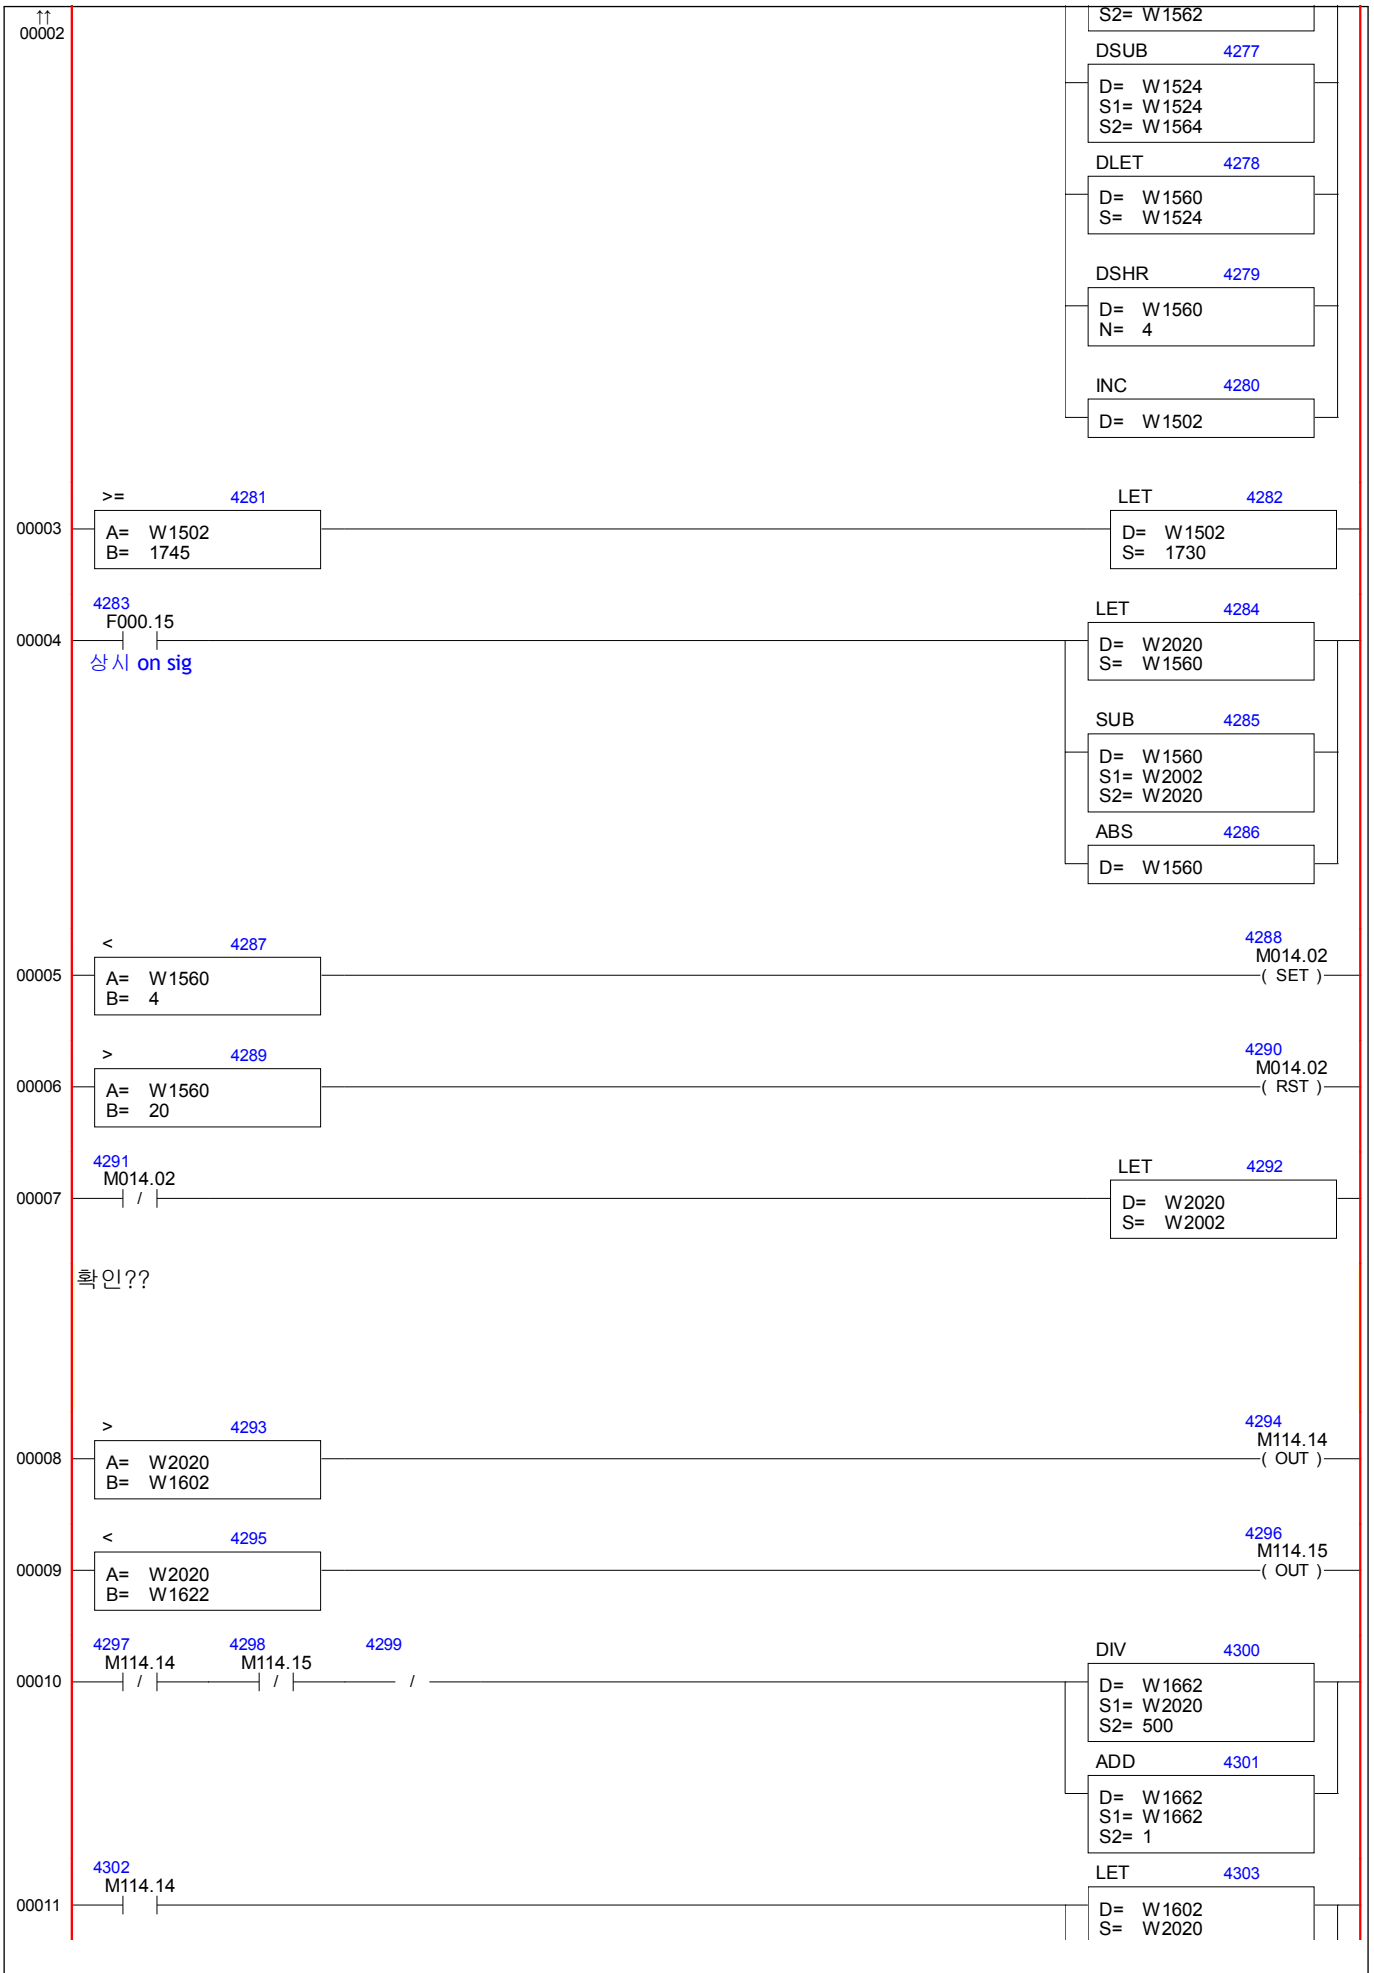 ↑↑
00002
S2= W1562
DSUB 4277
D= W1524
S1= W1524
S2= W1564
DLET 4278
D= W1560
S= W1524
DSHR 4279
D= W1560
N= 4
INC 4280
D= W1502
>= 4281
LET 4282
00003
A= W1502
B= 1745
D= W1502
S= 1730
4283
F000.15
LET 4284
00004
상시 on sig
D= W2020
S= W1560
SUB 4285
D= W1560
S1= W2002
S2= W2020
ABS 4286
D= W1560
< 4287
4288
M014.02
00005
A= W1560
B= 4
( SET )
> 4289
4290
M014.02
00006
A= W1560
B= 20
( RST )
4291
M014.02
LET 4292
00007
/
D= W2020
S= W2002
확인??
> 4293
4294
M114.14
00008
A= W2020
B= W1602
( OUT )
< 4295
4296
M114.15
00009
A= W2020
B= W1622
( OUT )
4297 4298 4299
M114.14 M114.15
DIV 4300
00010
/ / /
D= W1662
S1= W2020
S2= 500
ADD 4301
D= W1662
S1= W1662
S2= 1
4302
M114.14
LET 4303
00011
D= W1602
S= W2020